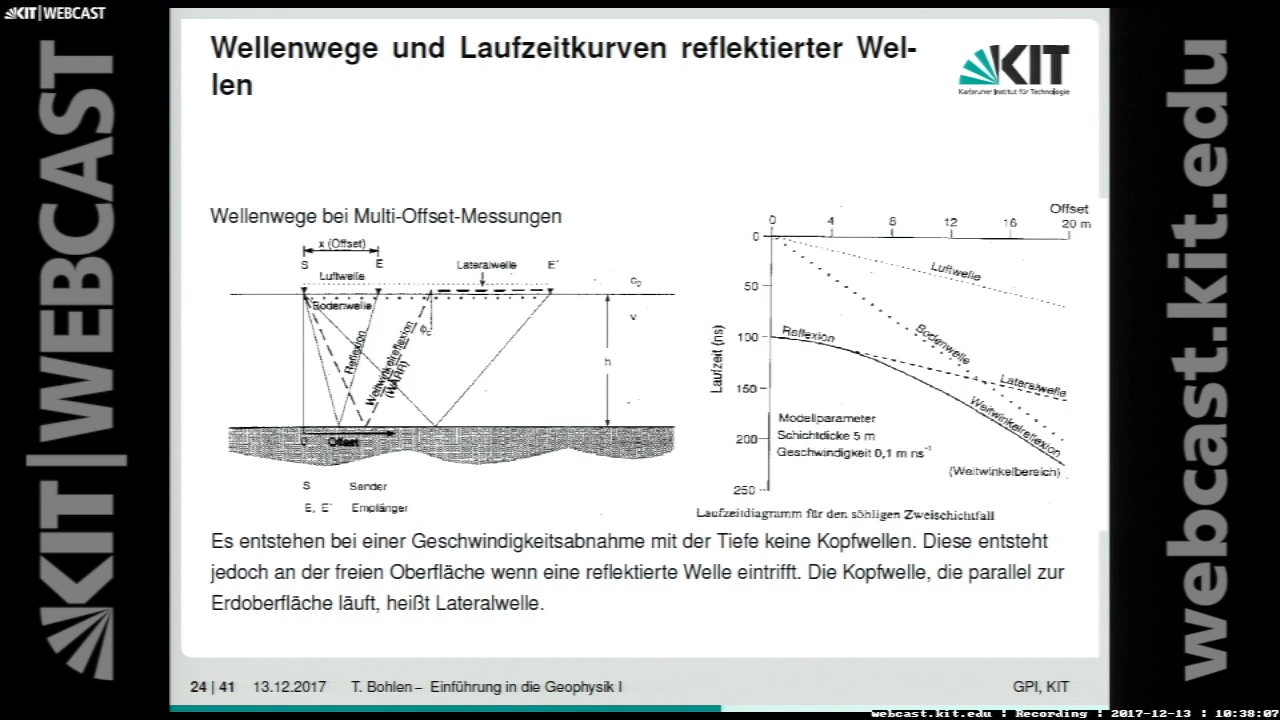 KIT|WEBCAST
KIT|WEBCAST
webcast.kit.edu
Wellenwege und Laufzeitkurven reflektierter Wel-
len
KIT
Karlsruher Institut für Technologie
Wellenwege bei Multi-Offset-Messungen
x (Offset)
S E Lateralwelle E´
Luftwelle
c₀
Bodenwelle
v
φc
h
Reflexion
Weitwinkelreflexion
(WARR)
0 Offset
S Sender
E, E´ Empfänger
Offset
0 4 8 12 16 20 m
0
50
100
150
200
250
Laufzeit (ns)
Luftwelle
Bodenwelle
Reflexion
Lateralwelle
Weitwinkelreflexion
(Weitwinkelbereich)
Modellparameter
Schichtdicke 5 m
Geschwindigkeit 0,1 m ns⁻¹
Laufzeitdiagramm für den söhligen Zweischichtfall
Es entstehen bei einer Geschwindigkeitsabnahme mit der Tiefe keine Kopfwellen. Diese entsteht
jedoch an der freien Oberfläche wenn eine reflektierte Welle eintrifft. Die Kopfwelle, die parallel zur
Erdoberfläche läuft, heißt Lateralwelle.
24 | 41 13.12.2017 T. Bohlen – Einführung in die Geophysik I GPI, KIT
webcast.kit.edu : Recording : 2017-12-13 : 10:38:07